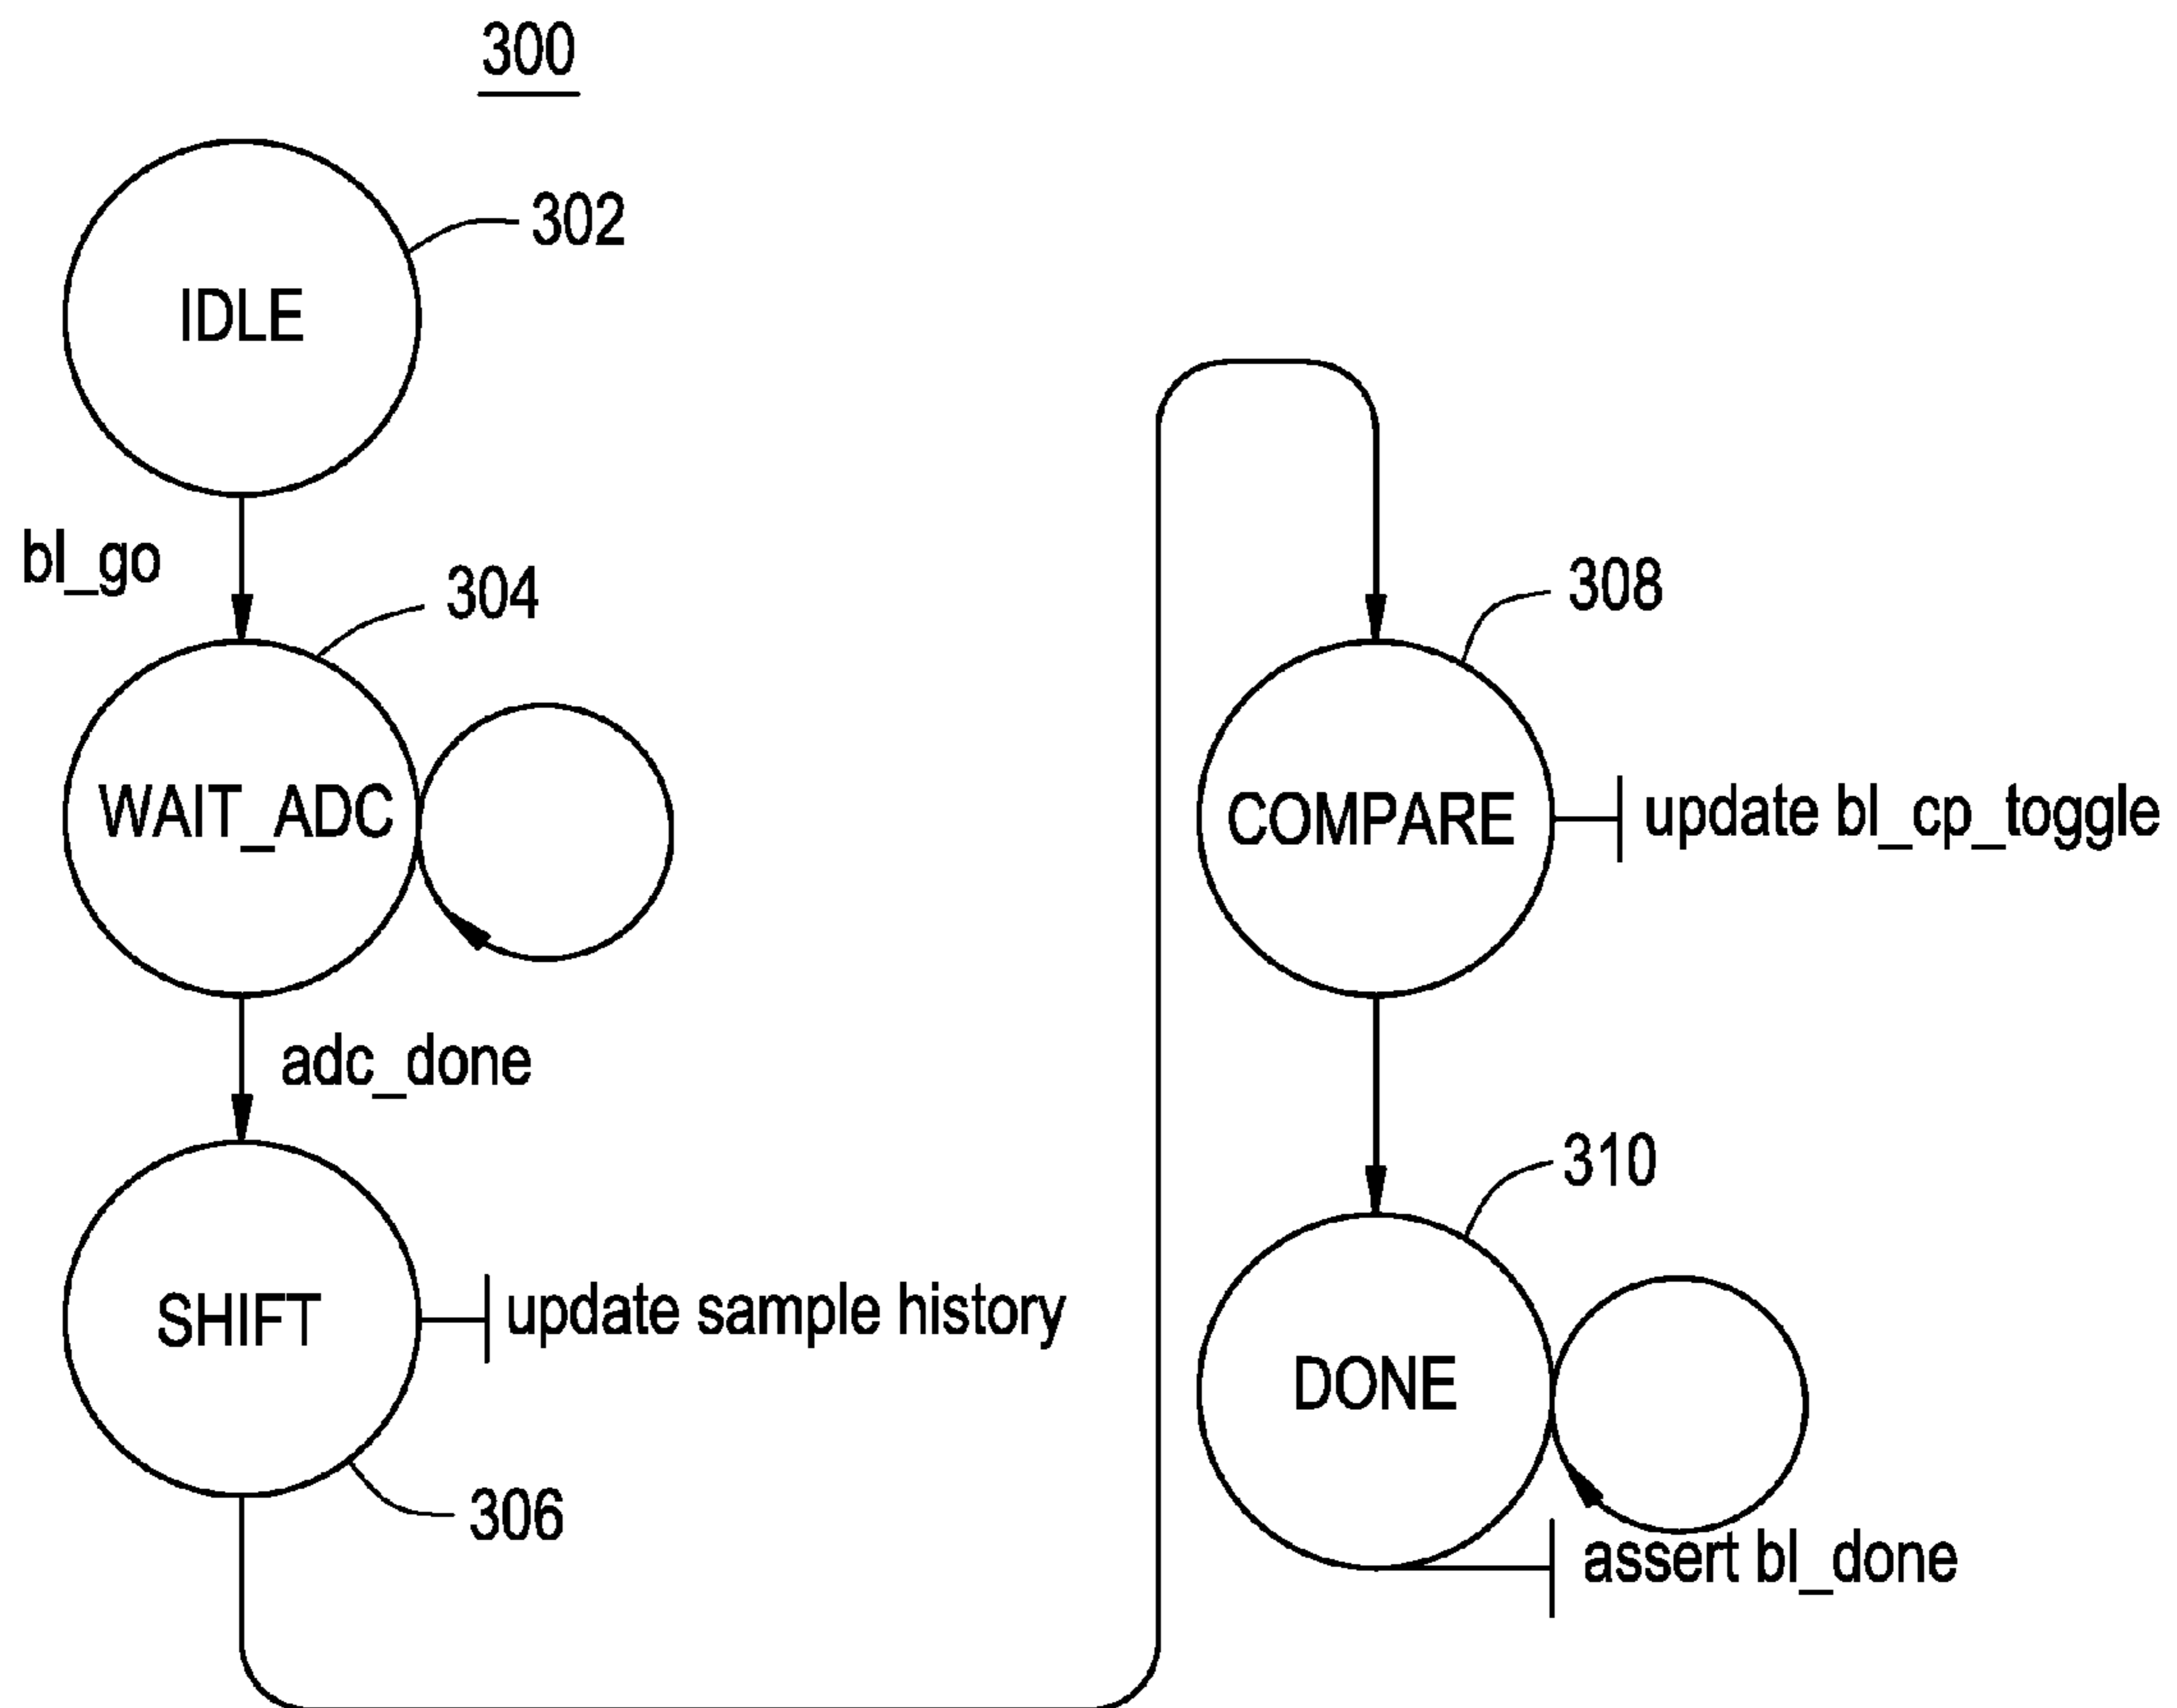 300
302
IDLE
bl_go
304
WAIT_ADC
adc_done
SHIFT
update sample history
306
308
COMPARE
update bl_cp_toggle
310
DONE
assert bl_done